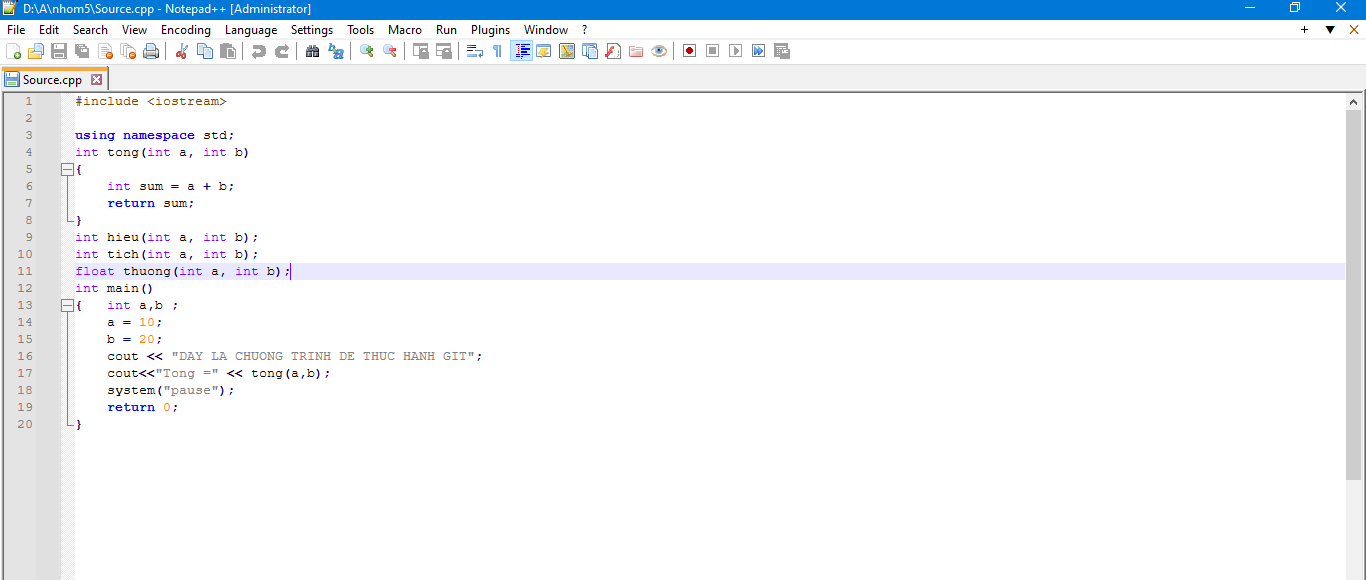 D:\A\nhom5\Source.cpp - Notepad++ [Administrator]
File Edit Search View Encoding Language Settings Tools Macro Run Plugins Window ?
Source.cpp
1 #include <iostream>
2
3 using namespace std;
4 int tong(int a, int b)
5 {
6 int sum = a + b;
7 return sum;
8 }
9 int hieu(int a, int b);
10 int tich(int a, int b);
11 float thuong(int a, int b);
12 int main()
13 { int a,b ;
14 a = 10;
15 b = 20;
16 cout << "DAY LA CHUONG TRINH DE THUC HANH GIT";
17 cout<<"Tong =" << tong(a,b);
18 system("pause");
19 return 0;
20 }